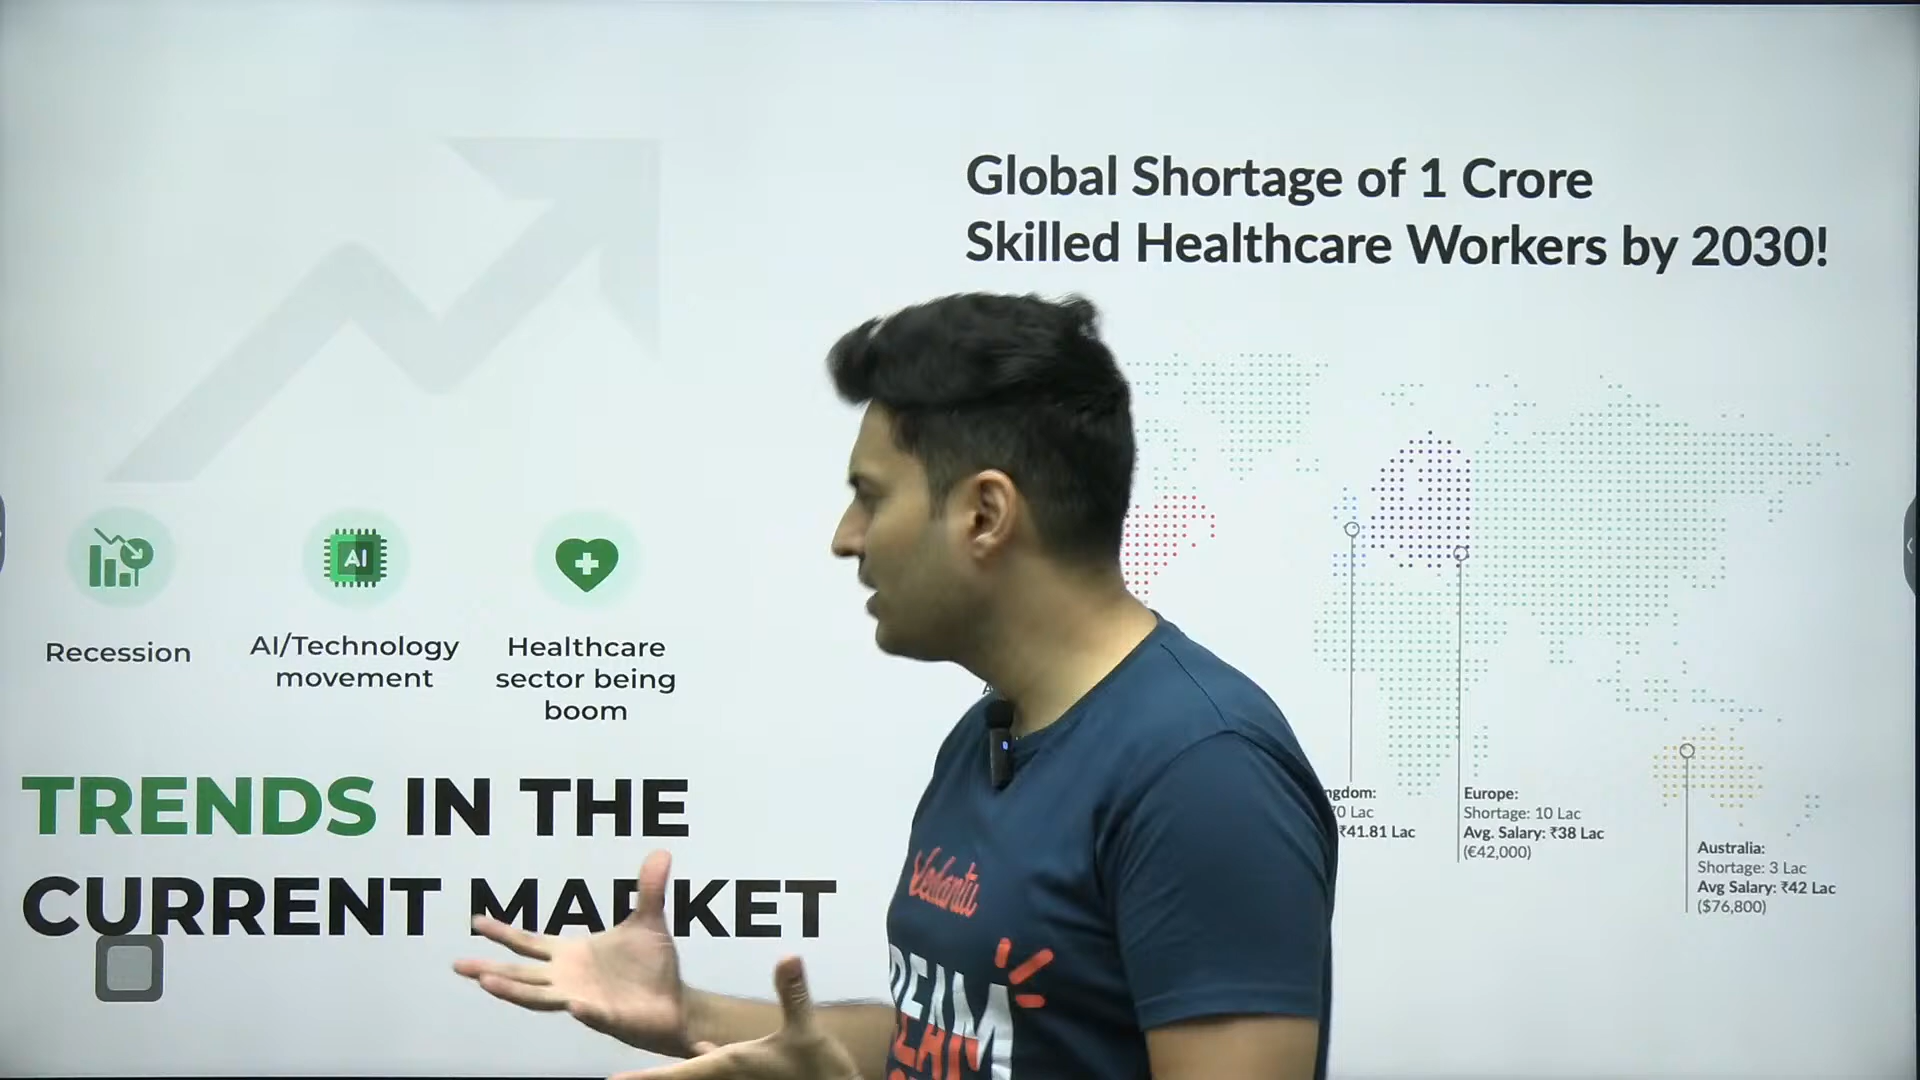 Global Shortage of 1 Crore
Skilled Healthcare Workers by 2030!
AI
Recession
AI/Technology
movement
Healthcare
sector being
boom
TRENDS IN THE
CURRENT MARKET
₹41.81 Lac
Europe:
Shortage: 10 Lac
Avg. Salary: ₹38 Lac
(€42,000)
Australia:
Shortage: 3 Lac
Avg Salary: ₹42 Lac
($76,800)
Vedantu